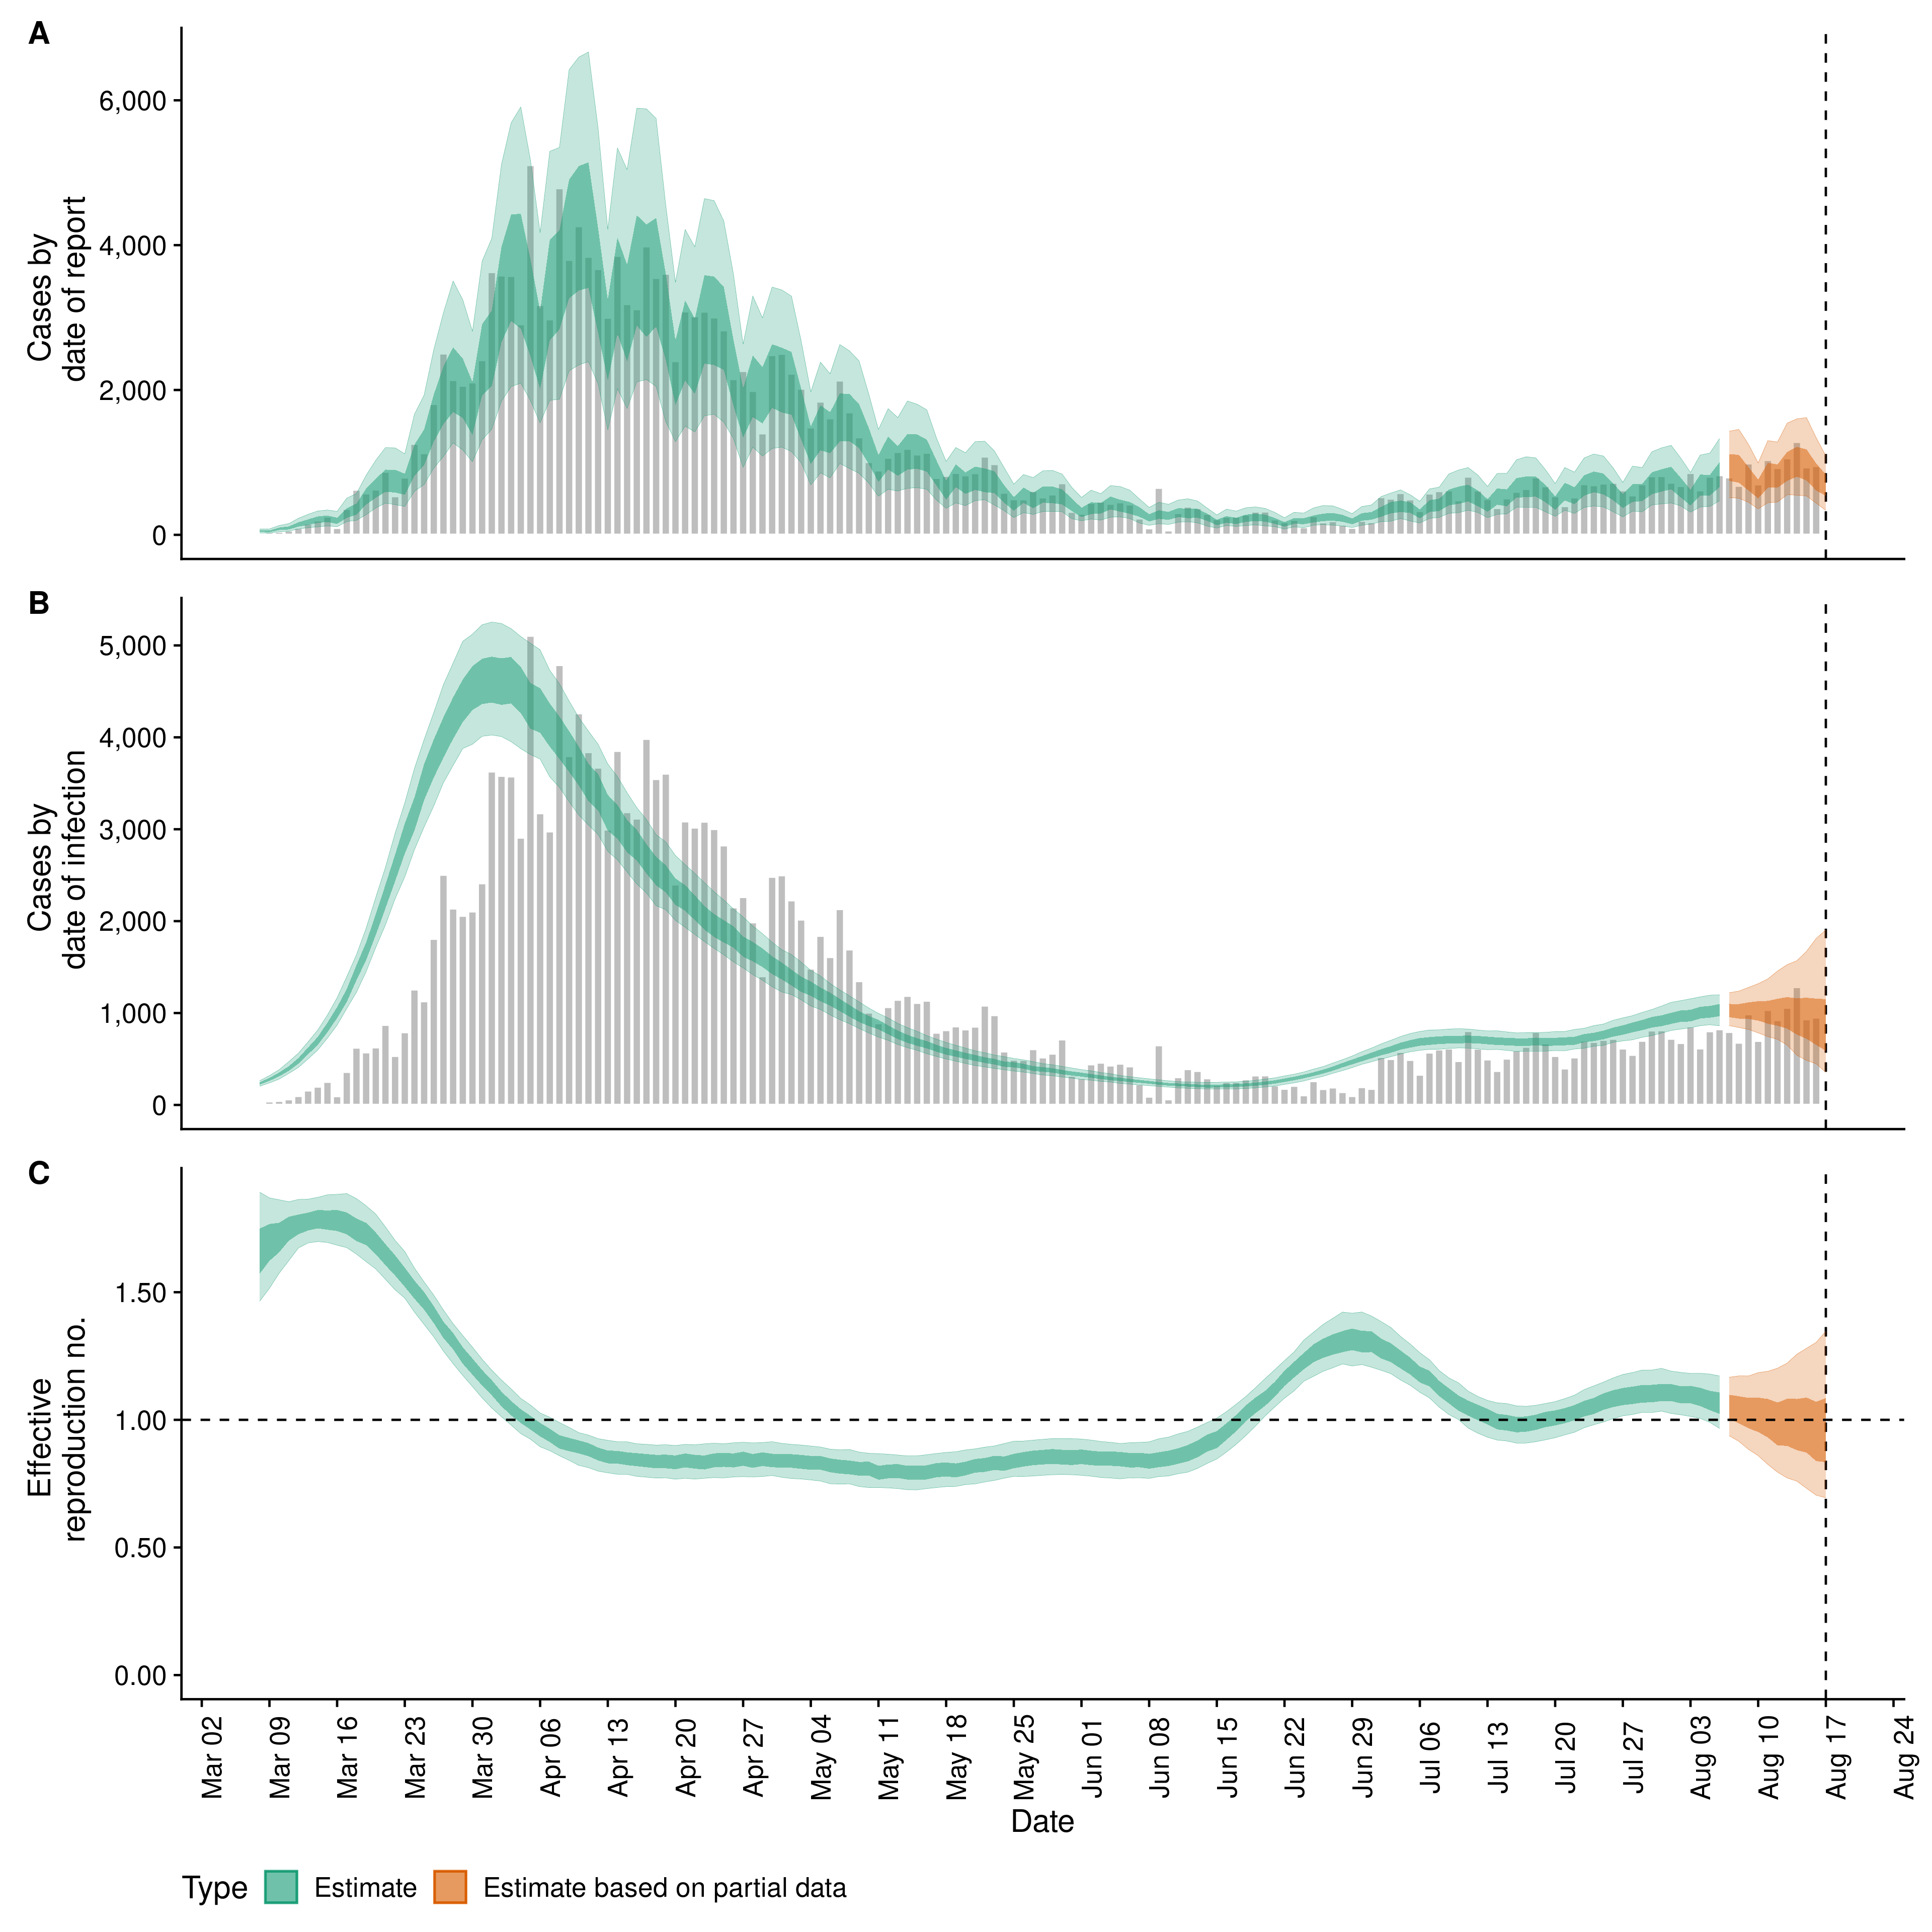 A
Cases by
date of report
6,000
4,000
2,000
0
B
Cases by
date of infection
5,000
4,000
3,000
2,000
1,000
0
C
Effective
reproduction no.
1.50
1.00
0.50
0.00
Mar 02
Mar 09
Mar 16
Mar 23
Mar 30
Apr 06
Apr 13
Apr 20
Apr 27
May 04
May 11
May 18
May 25
Jun 01
Jun 08
Jun 15
Jun 22
Jun 29
Jul 06
Jul 13
Jul 20
Jul 27
Aug 03
Aug 10
Aug 17
Aug 24
Date
Type Estimate Estimate based on partial data